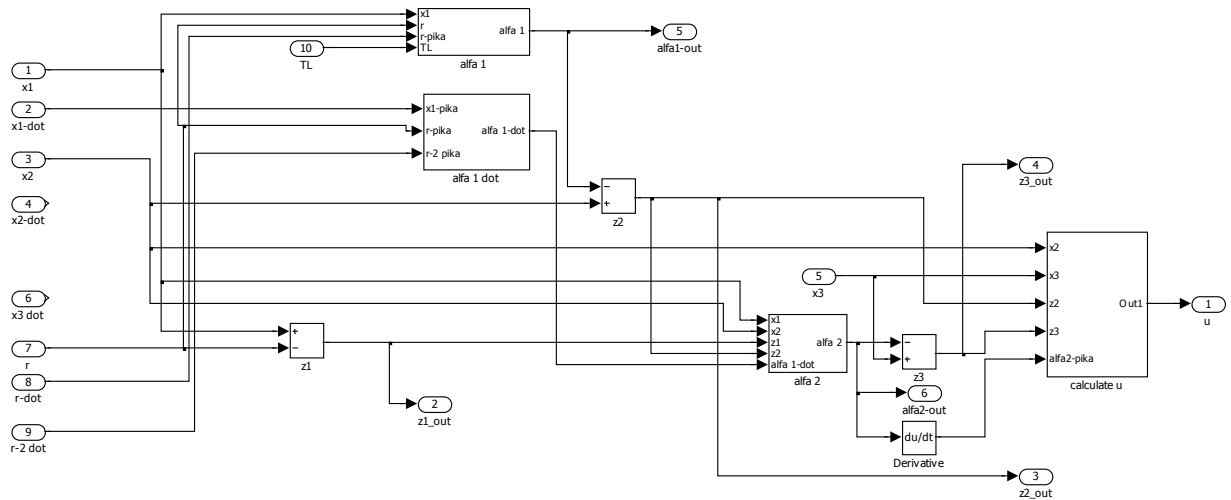 x1
r
r-pika
TL
alfa 1
alfa 1
5
alfa1-out
10
TL
1
x1
2
x1-dot
x1-pika
r-pika
r-2 pika
alfa 1-dot
alfa 1 dot
3
x2
4
x2-dot
−
+
z2
4
z3_out
6
x3 dot
5
x3
x2
x3
z2
z3
alfa2-pika
Out1
calculate u
1
u
7
r
+
−
z1
x1
x2
z1
z2
alfa 1-dot
alfa 2
alfa 2
−
+
z3
8
r-dot
2
z1_out
6
alfa2-out
9
r-2 dot
du/dt
Derivative
3
z2_out